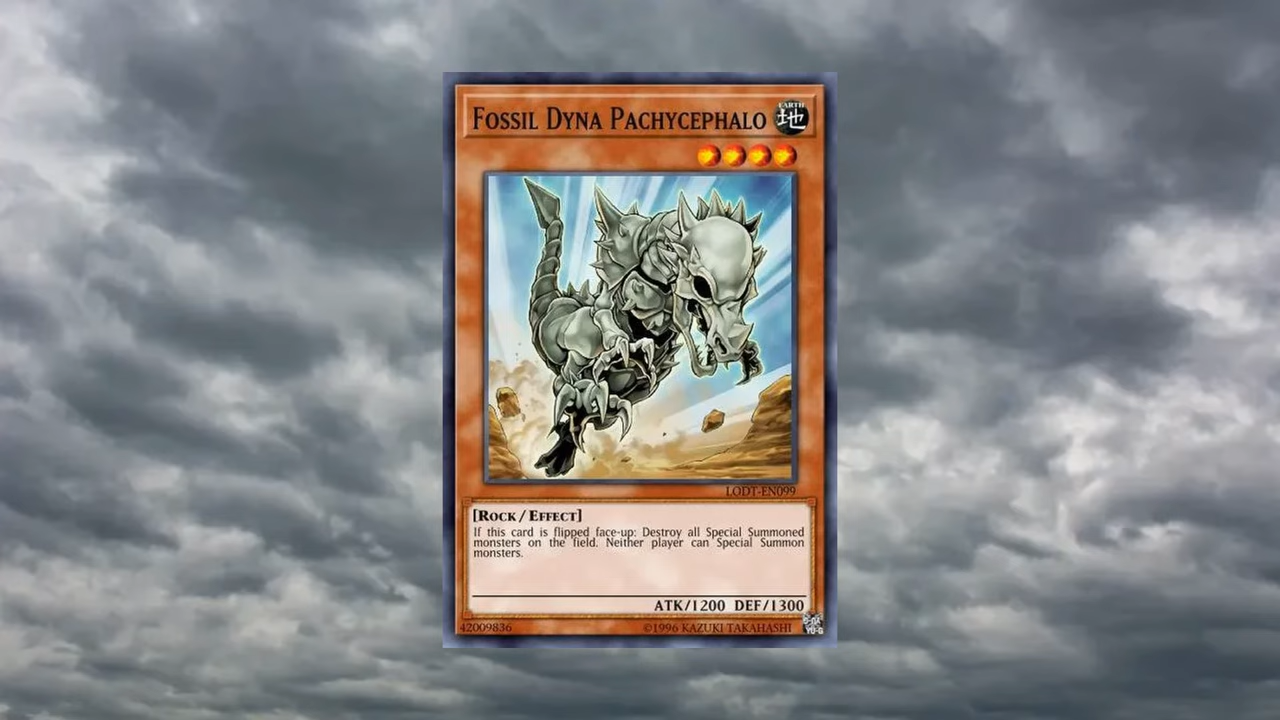 FOSSIL DYNA PACHYCEPHALO
EARTH
地
LODT-EN099
[ROCK / EFFECT]
If this card is flipped face-up: Destroy all Special Summoned
monsters on the field. Neither player can Special Summon
monsters.
ATK/1200 DEF/1300
42009836
©1996 KAZUKI TAKAHASHI